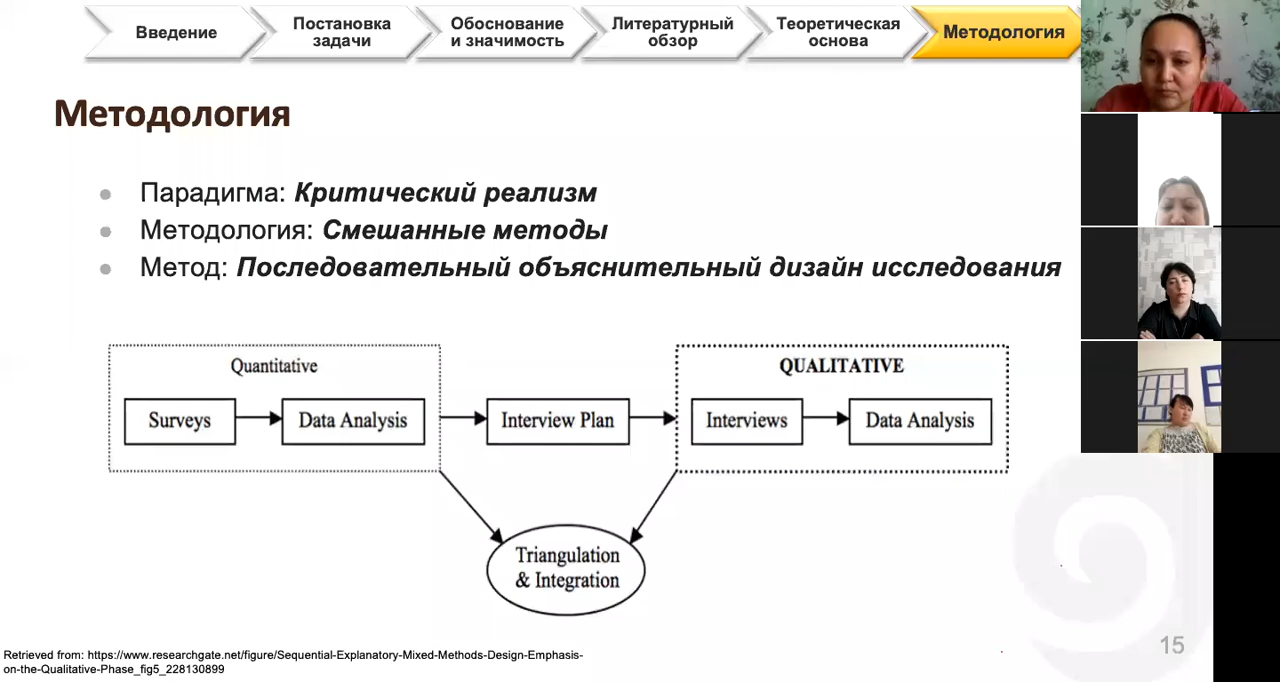 Введение
Постановка
задачи
Обоснование
и значимость
Литературный
обзор
Теоретическая
основа
Методология
Методология
Парадигма: Критический реализм
Методология: Смешанные методы
Метод: Последовательный объяснительный дизайн исследования
Quantitative
QUALITATIVE
Surveys
Data Analysis
Interview Plan
Interviews
Data Analysis
Triangulation
& Integration
Retrieved from: https://www.researchgate.net/figure/Sequential-Explanatory-Mixed-Methods-Design-Emphasis-
on-the-Qualitative-Phase_fig5_228130899
15